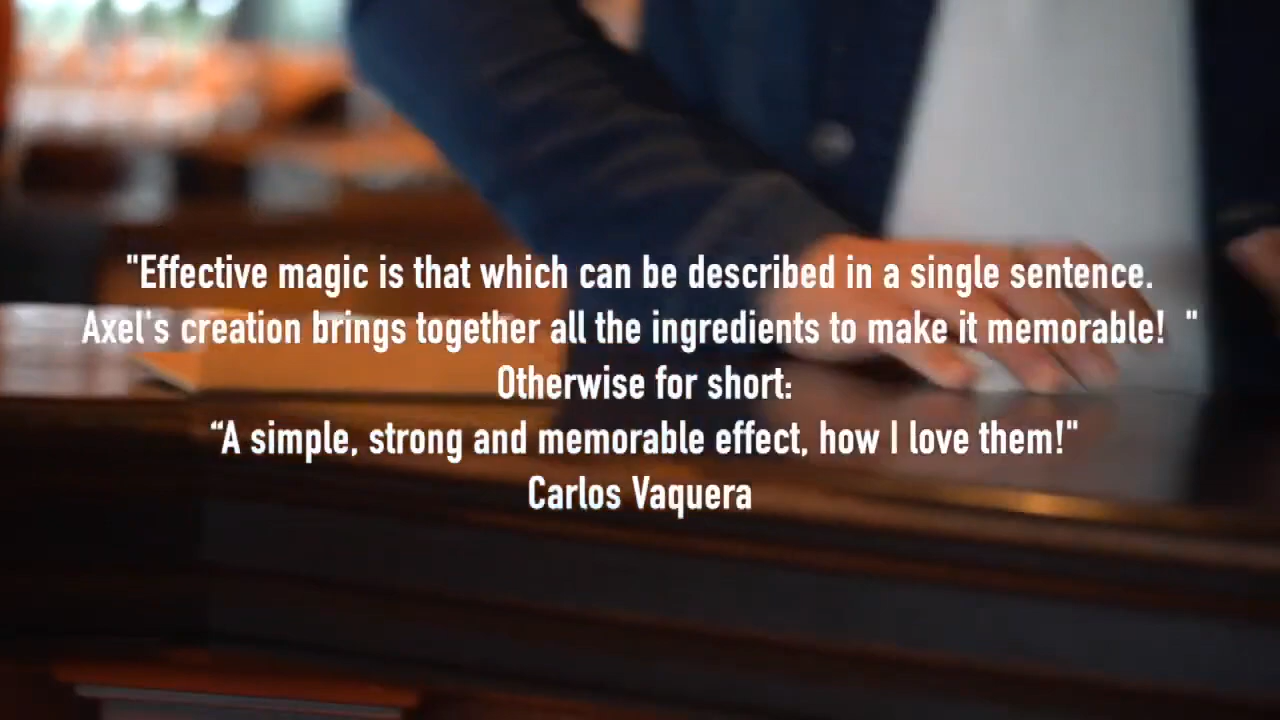 "Effective magic is that which can be described in a single sentence.
Axel's creation brings together all the ingredients to make it memorable!  "
Otherwise for short:
“A simple, strong and memorable effect, how I love them!"
Carlos Vaquera